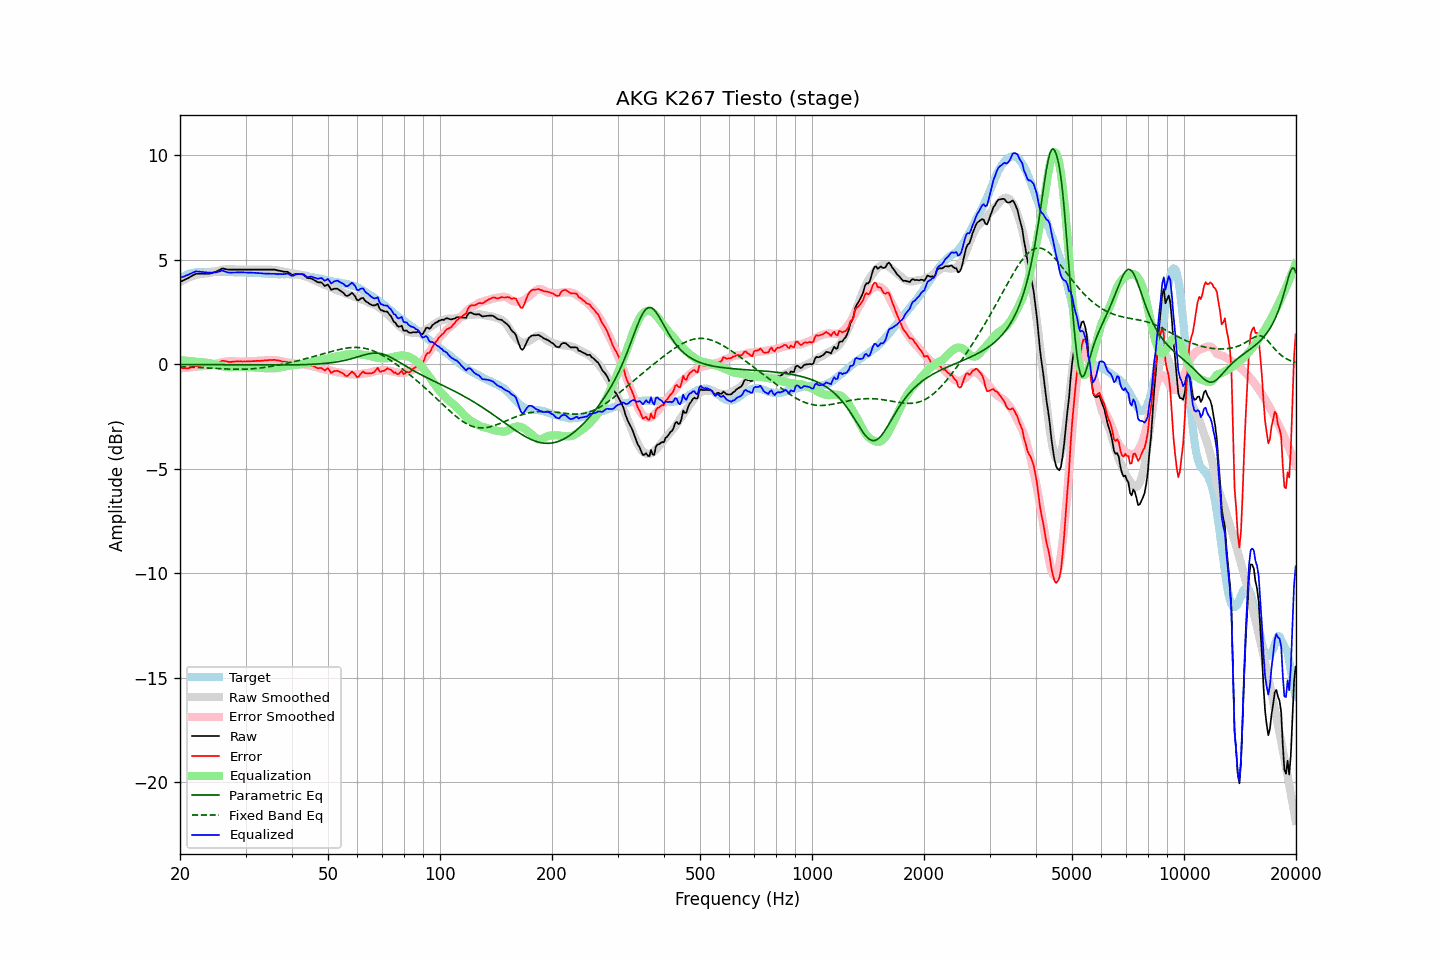 AKG K267 Tiesto (stage)
10
5
0
−5
−10
−15
−20
Amplitude (dBr)
Target
Raw Smoothed
Error Smoothed
Raw
Error
Equalization
Parametric Eq
Fixed Band Eq
Equalized
20 50 100 200 500 1000 2000 5000 10000 20000
Frequency (Hz)